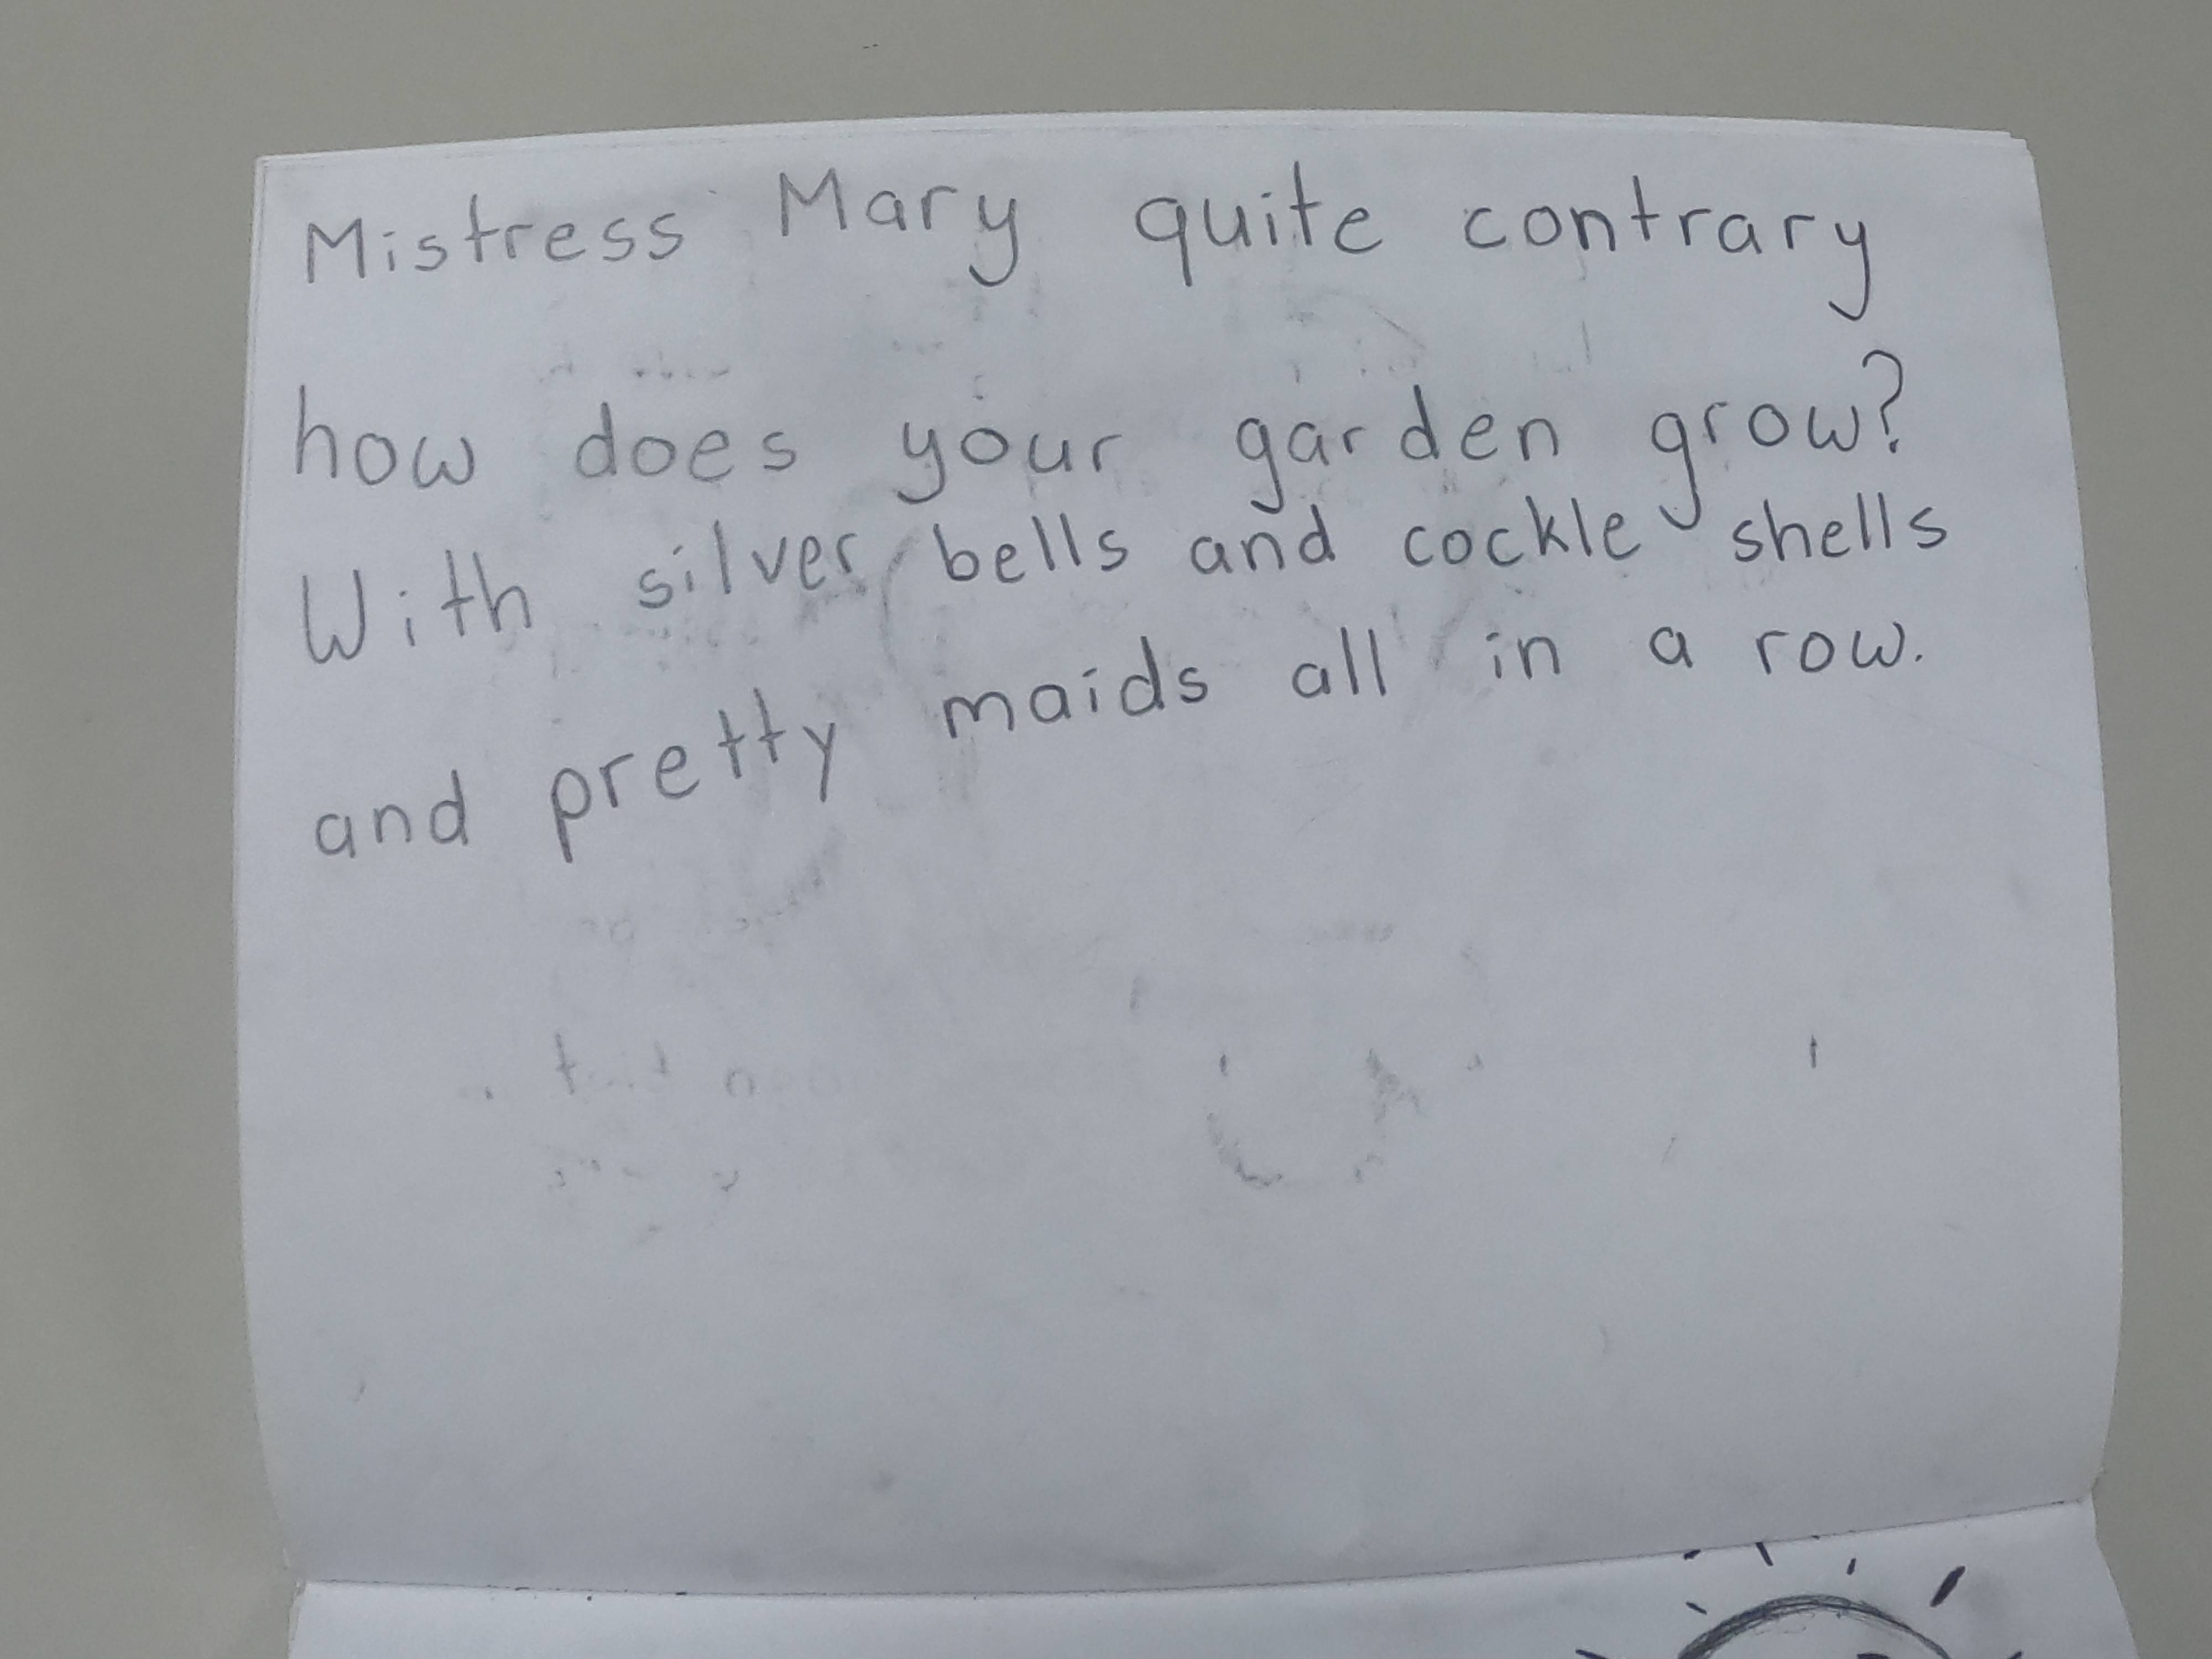 Mistress Mary quite contrary
how does your garden grow?
With silver bells and cockle shells
and pretty maids all in a row.